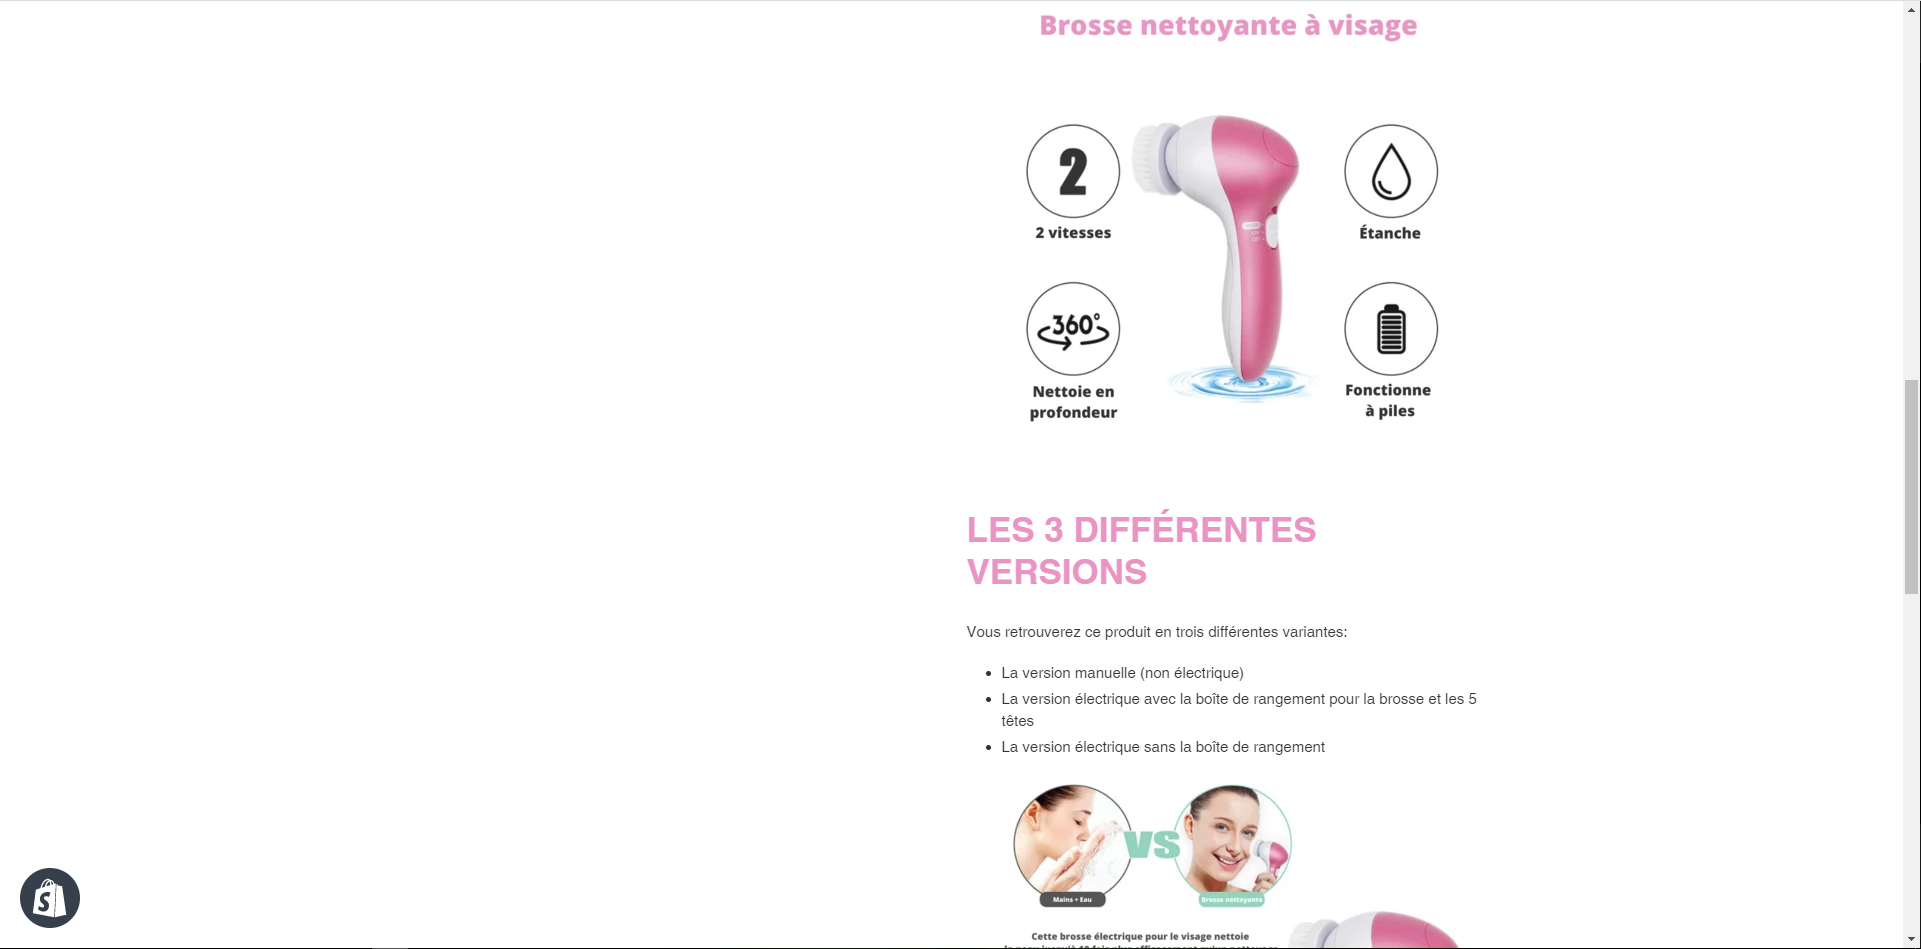 Brosse nettoyante à visage
2
2 vitesses
Étanche
360°
Nettoie en
profondeur
Fonctionne
à piles
LES 3 DIFFÉRENTES
VERSIONS
Vous retrouverez ce produit en trois différentes variantes:
La version manuelle (non électrique)
La version électrique avec la boîte de rangement pour la brosse et les 5
têtes
La version électrique sans la boîte de rangement
VS
Mains + Eau
Brosse nettoyante
Cette brosse électrique pour le visage nettoie